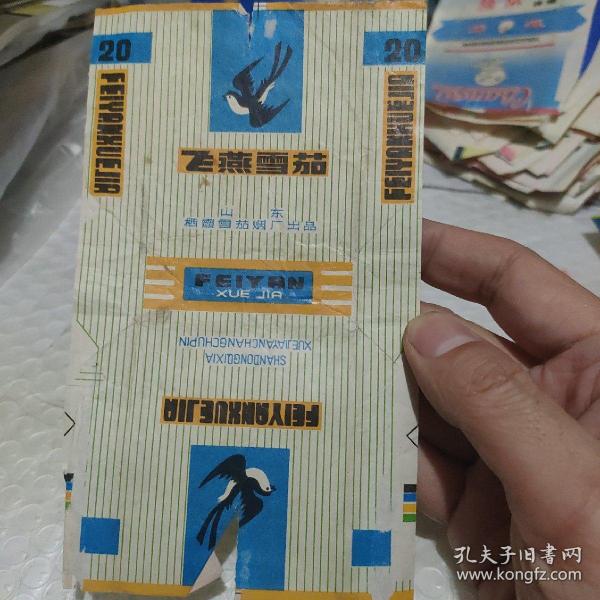 20
20
FEIYANXUEJIA
FEIYANXUEJIA
飞燕雪茄
山东
栖霞雪茄烟厂出品
FEIYAN
XUE JIA
SHANDONGQIXIA
XUEJIAYANCHANGCHUPIN
FEIYANXUEJIA
孔夫子旧書网
www.kongfz.com